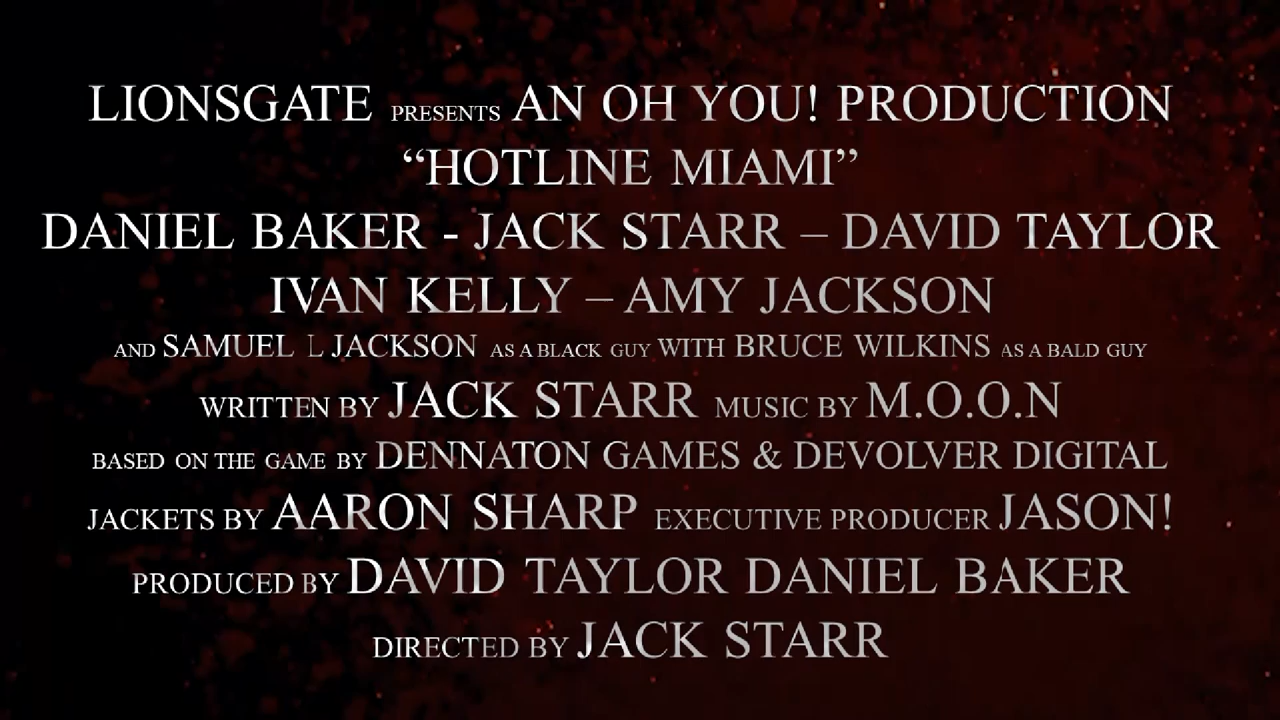 LIONSGATE PRESENTS AN OH YOU! PRODUCTION
“HOTLINE MIAMI”
DANIEL BAKER - JACK STARR – DAVID TAYLOR
IVAN KELLY – AMY JACKSON
AND SAMUEL L JACKSON AS A BLACK GUY WITH BRUCE WILKINS AS A BALD GUY
WRITTEN BY JACK STARR MUSIC BY M.O.O.N
BASED ON THE GAME BY DENNATON GAMES & DEVOLVER DIGITAL
JACKETS BY AARON SHARP EXECUTIVE PRODUCER JASON!
PRODUCED BY DAVID TAYLOR DANIEL BAKER
DIRECTED BY JACK STARR